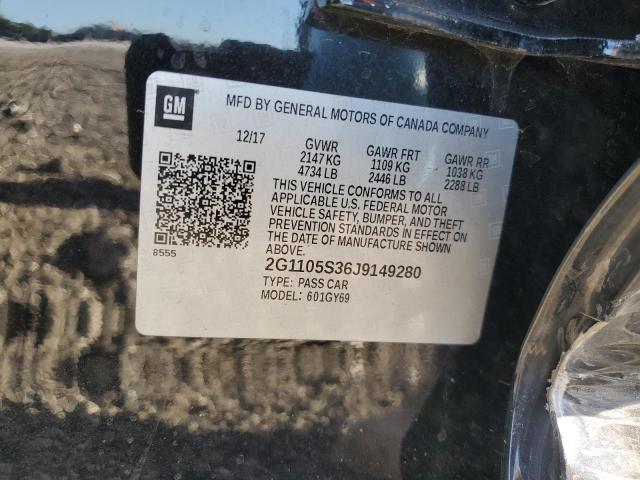 GM
MFD BY GENERAL MOTORS OF CANADA COMPANY
12/17 GVWR GAWR FRT GAWR RR
2147 KG 1109 KG 1038 KG
4734 LB 2446 LB 2288 LB
THIS VEHICLE CONFORMS TO ALL
APPLICABLE U.S. FEDERAL MOTOR
VEHICLE SAFETY, BUMPER, AND THEFT
PREVENTION STANDARDS IN EFFECT ON
THE DATE OF MANUFACTURE SHOWN
ABOVE.
8555
2G1105S36J9149280
TYPE: PASS CAR
MODEL: 601GY69